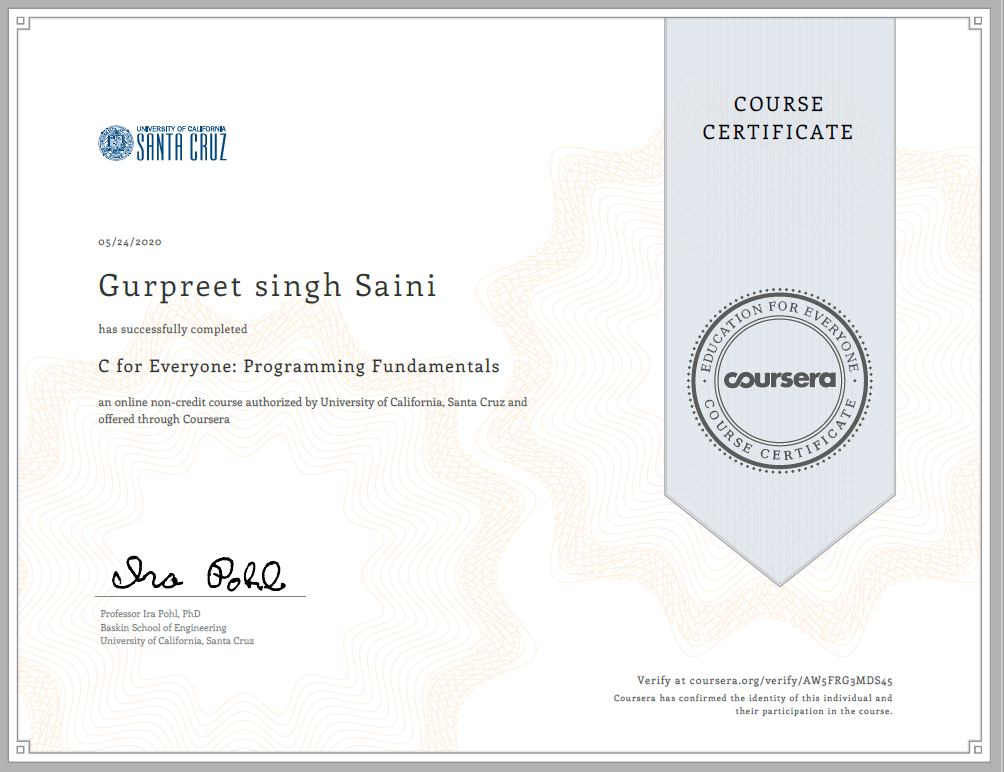 COURSE
CERTIFICATE
UNIVERSITY OF CALIFORNIA
SANTA CRUZ
05/24/2020
Gurpreet singh Saini
has successfully completed
C for Everyone: Programming Fundamentals
an online non-credit course authorized by University of California, Santa Cruz and
offered through Coursera
EDUCATION FOR EVERYONE
coursera
COURSE CERTIFICATE
Ira Pohl
Professor Ira Pohl, PhD
Baskin School of Engineering
University of California, Santa Cruz
Verify at coursera.org/verify/AW5FRG3MDS45
Coursera has confirmed the identity of this individual and
their participation in the course.